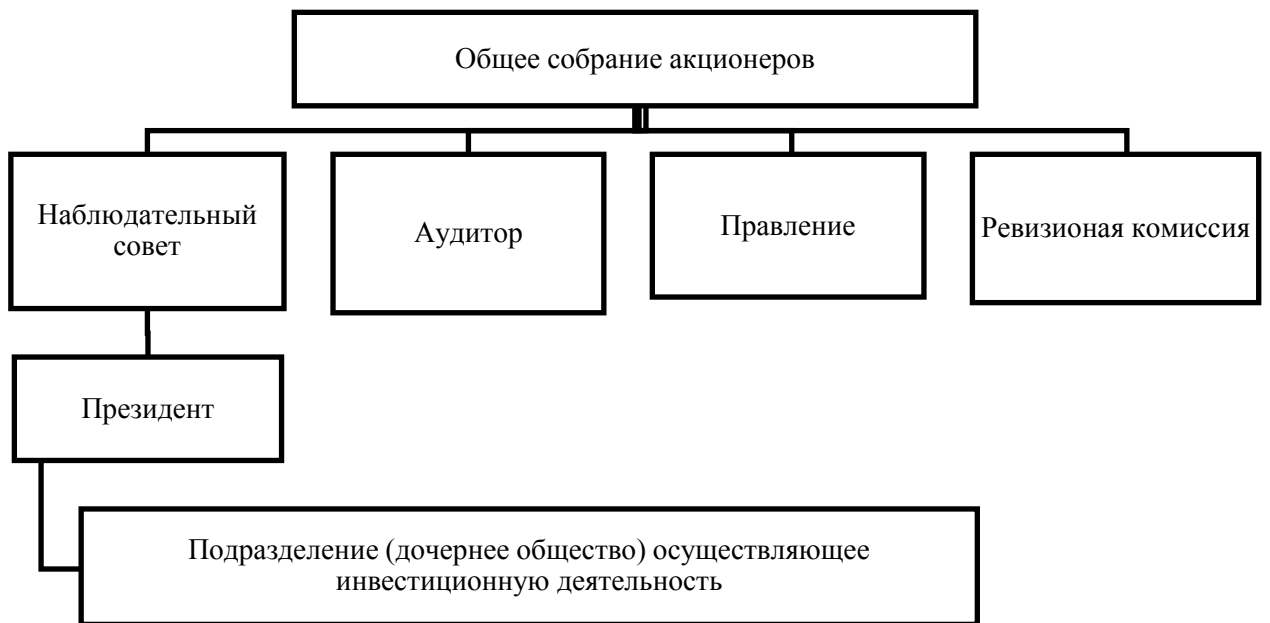 Общее собрание акционеров
Наблюдательный
совет
Аудитор
Правление
Ревизионая комиссия
Президент
Подразделение (дочернее общество) осуществляющее
инвестиционную деятельность